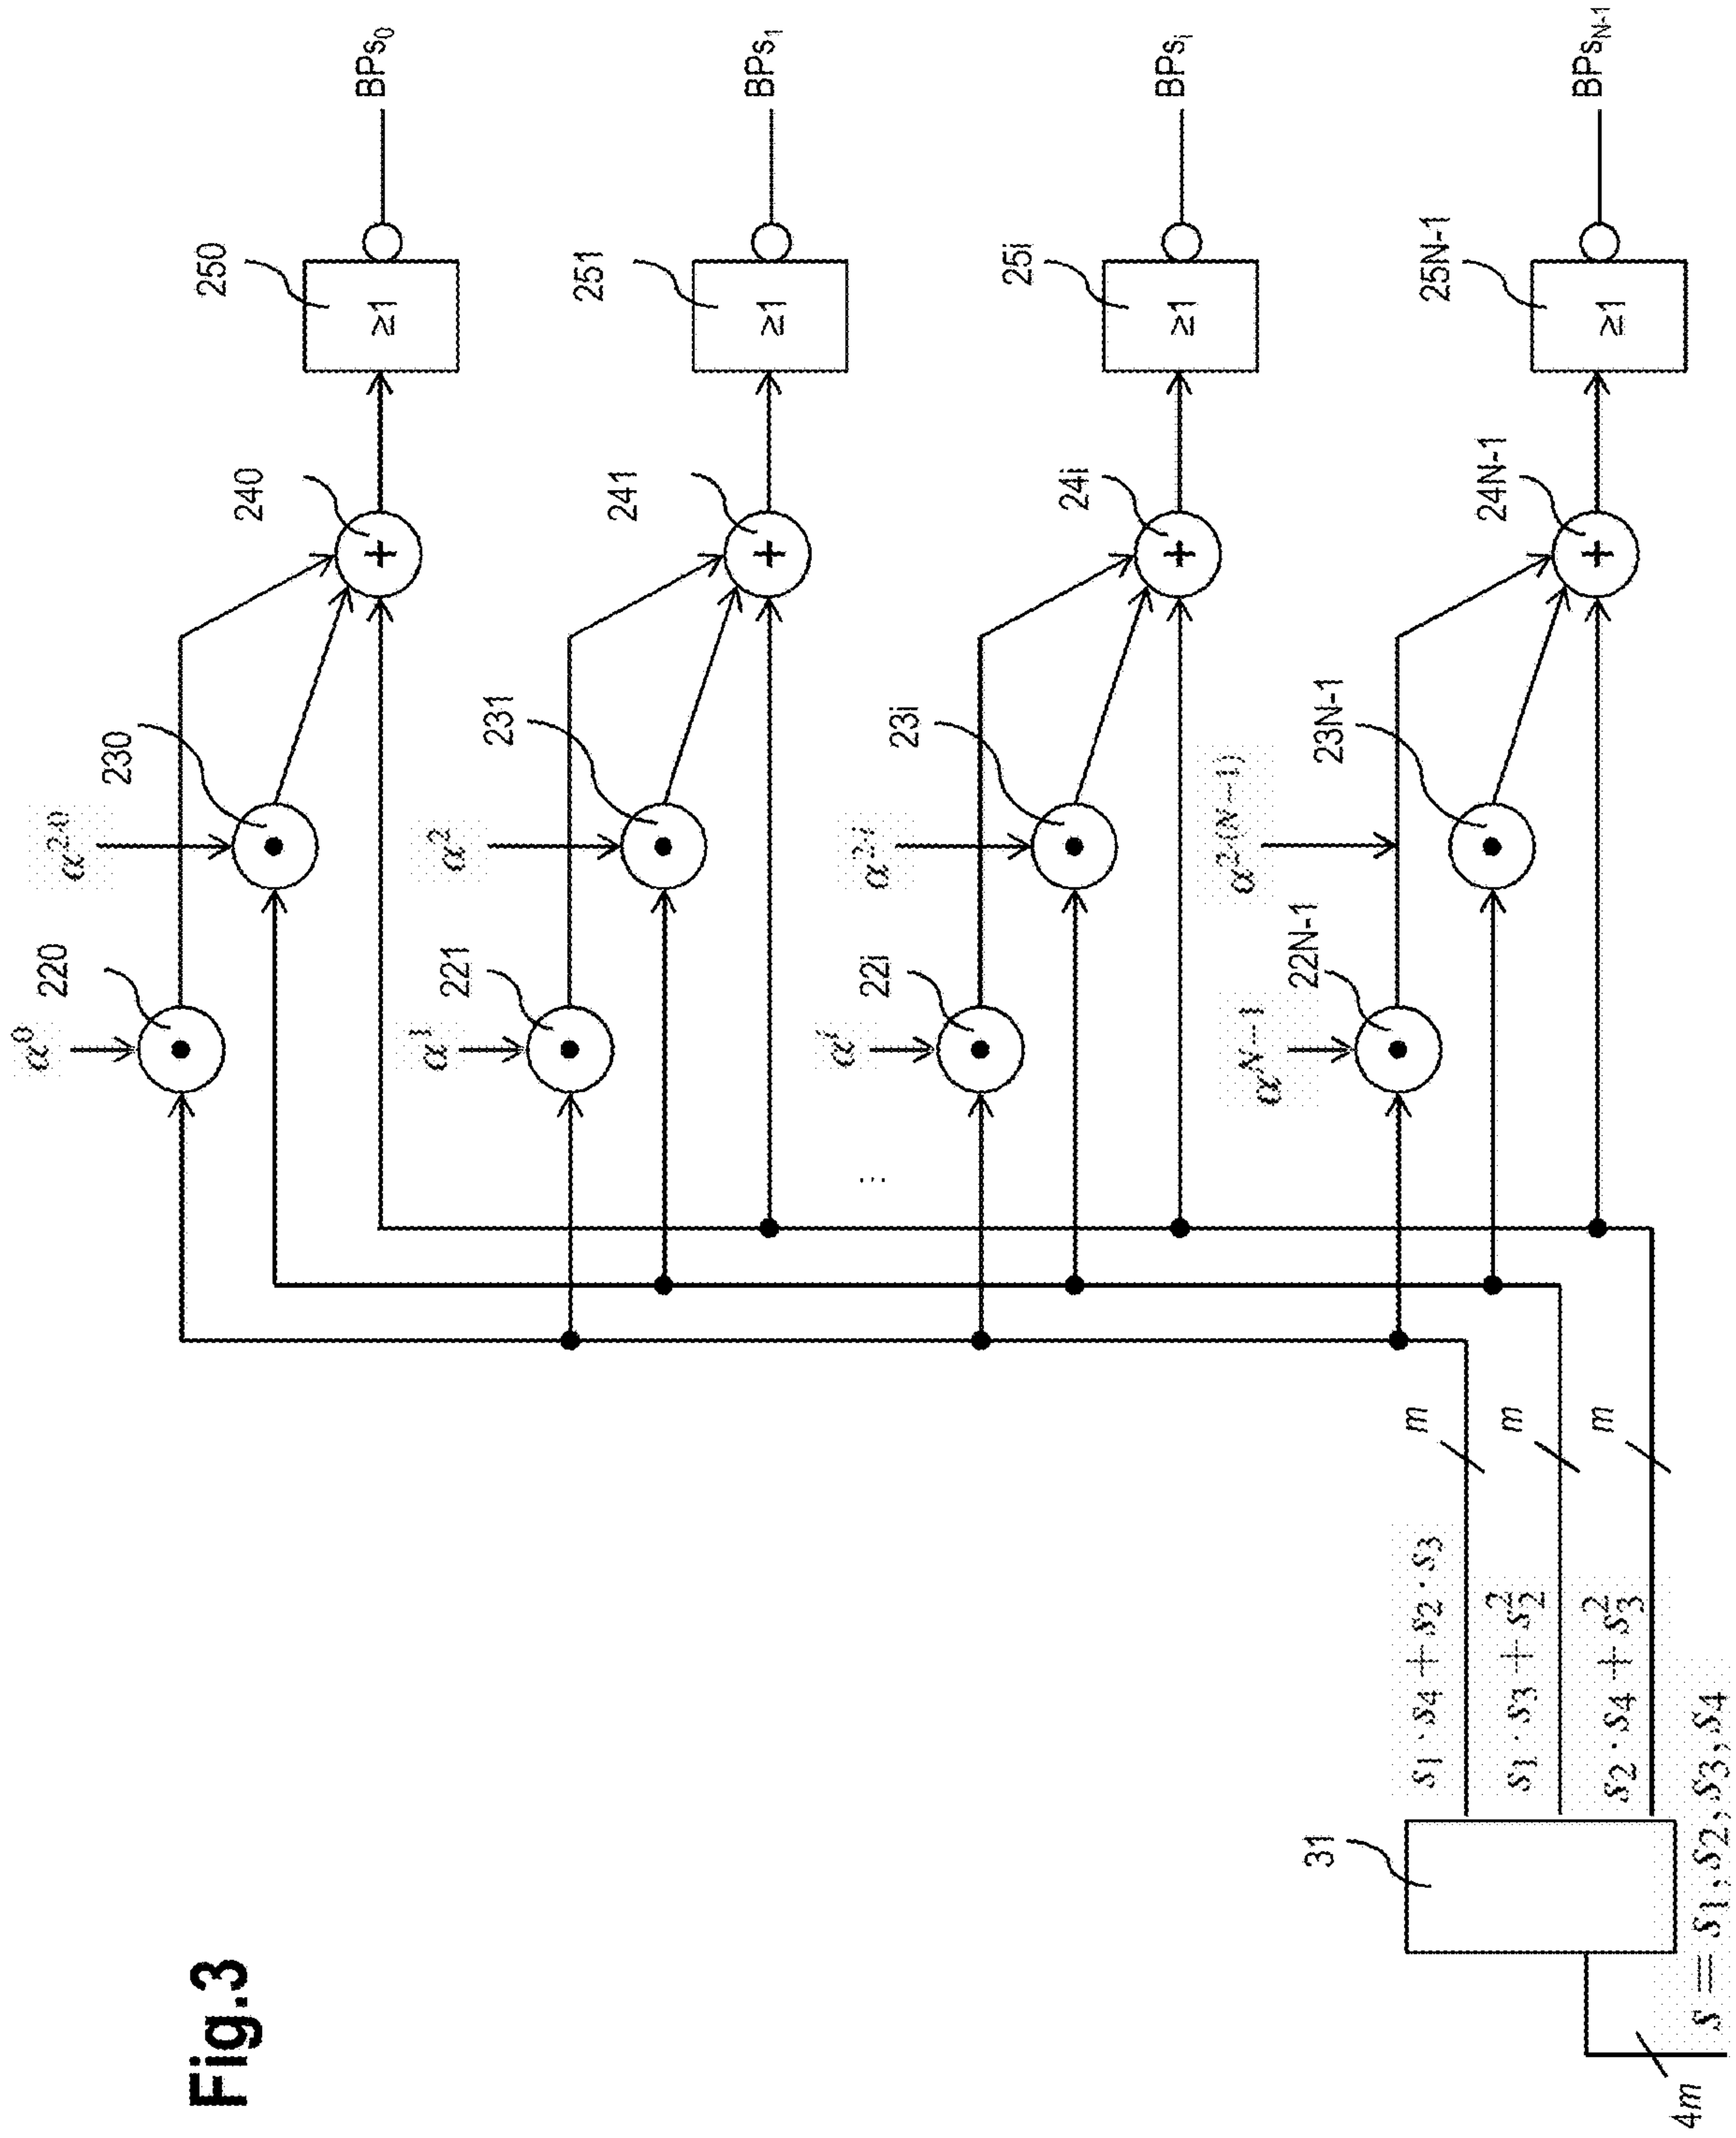 Fig.3
α⁰
220
α²·⁰
230
240
250
BPs₀
α¹
221
α²
231
241
251
BPs₁
αⁱ
22i
α²·ⁱ
23i
24i
25i
BPsᵢ
...
αᴺ⁻¹
22N-1
α²·⁽ᴺ⁻¹⁾
23N-1
24N-1
25N-1
BPs_N-1
·
·
·
·
·
·
·
·
+
+
+
+
≥1
≥1
≥1
≥1
31
s₁·s₄+s₂·s₃
m
s₁·s₃+s₂²
m
s₂·s₄+s₃²
m
s=s₁,s₂,s₃,s₄
4m